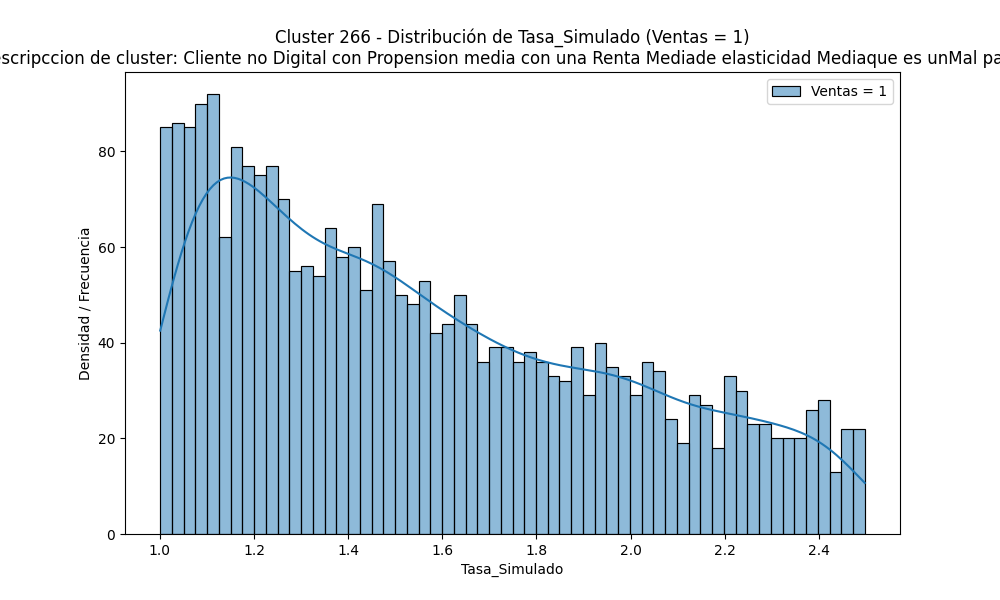 Cluster 266 - Distribución de Tasa_Simulado (Ventas = 1)
scripccion de cluster: Cliente no Digital con Propension media con una Renta Mediade elasticidad Mediaque es unMal pa
Ventas = 1
Densidad / Frecuencia
80
60
40
20
0
1.0 1.2 1.4 1.6 1.8 2.0 2.2 2.4
Tasa_Simulado